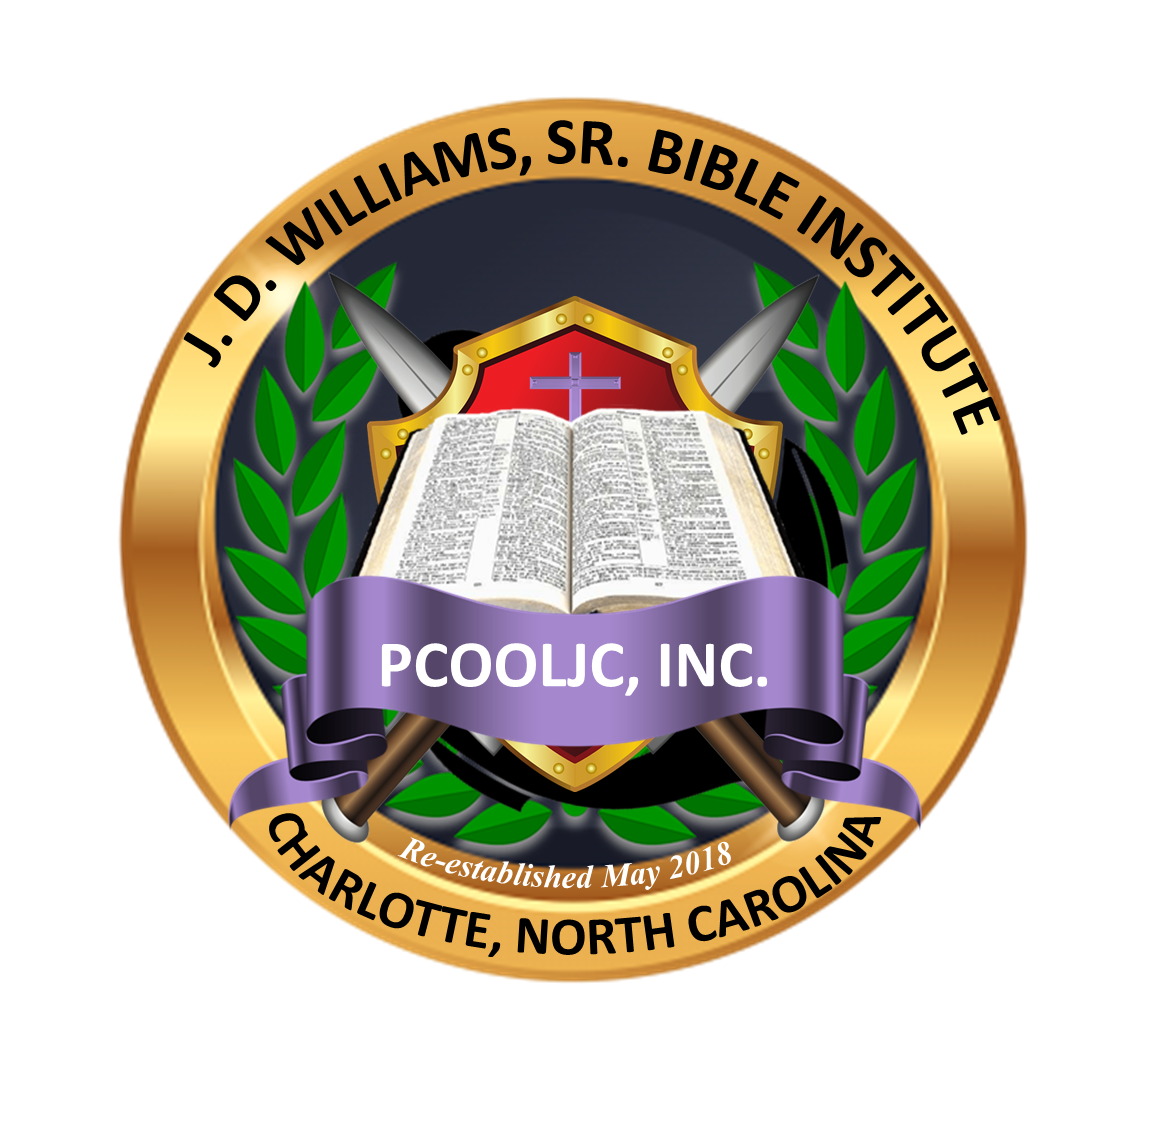 J. D. WILLIAMS, SR. BIBLE INSTITUTE
PCOOLJC, INC.
Re-established May 2018
CHARLOTTE, NORTH CAROLINA